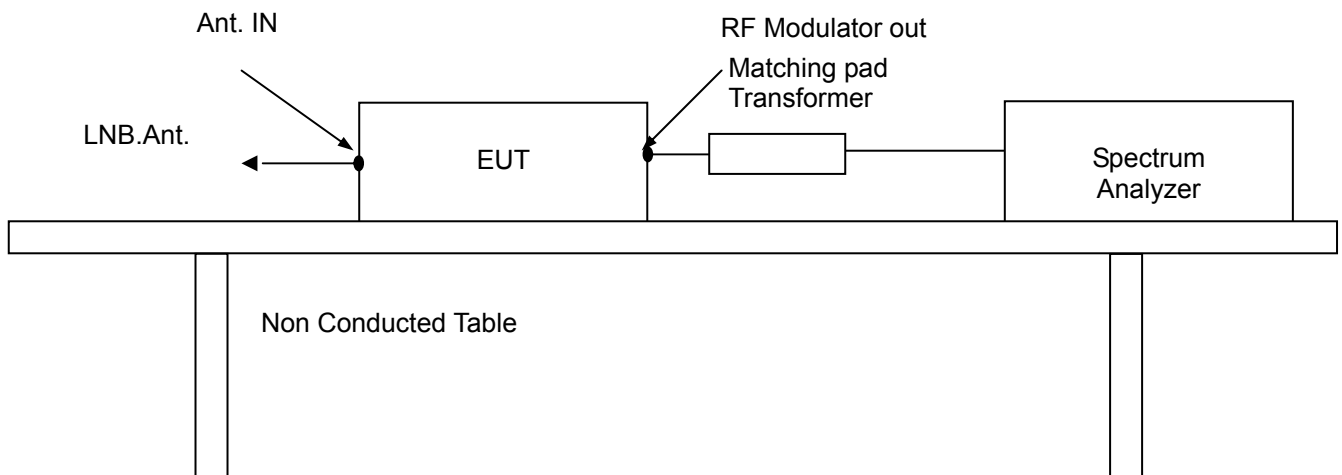 Ant. IN
RF Modulator out
Matching pad
Transformer
LNB.Ant.
EUT
Spectrum
Analyzer
Non Conducted Table